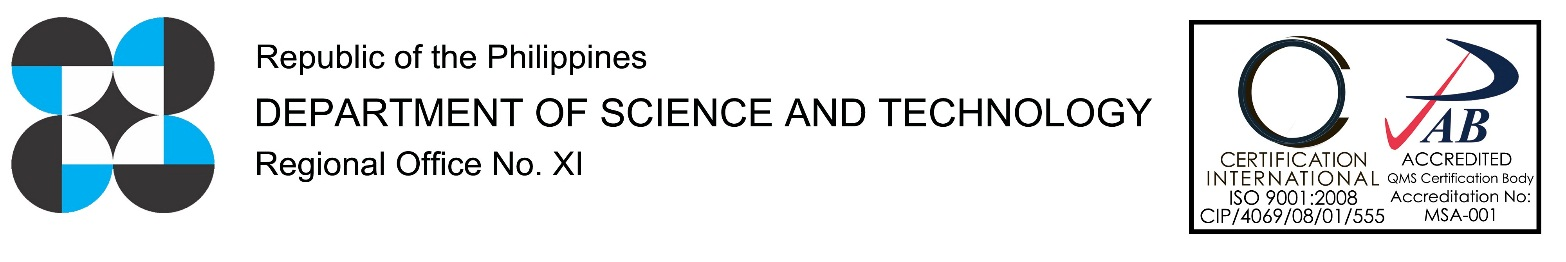 Republic of the Philippines
DEPARTMENT OF SCIENCE AND TECHNOLOGY
Regional Office No. XI
CERTIFICATION
INTERNATIONAL
ISO 9001:2008
CIP/4069/08/01/555
PAB
ACCREDITED
QMS Certification Body
Accreditation No:
MSA-001